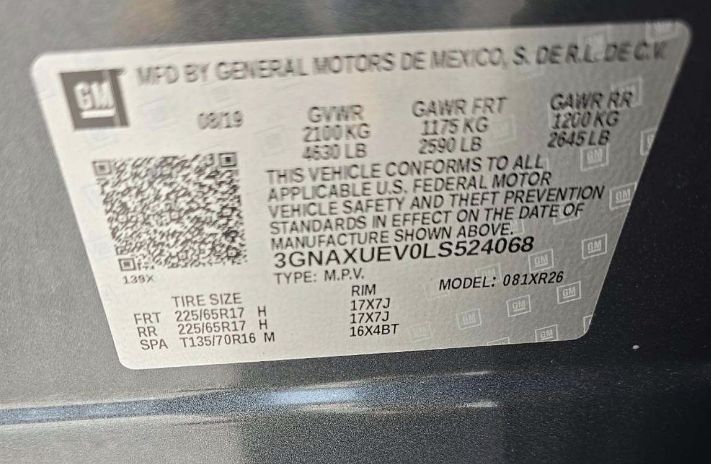 GM
MFD BY GENERAL MOTORS DE MEXICO, S. DE R.L. DE C.V.
08/19 GVWR GAWR FRT GAWR RR
2100 KG 1175 KG 1200 KG
4630 LB 2590 LB 2645 LB
THIS VEHICLE CONFORMS TO ALL
APPLICABLE U.S. FEDERAL MOTOR
VEHICLE SAFETY AND THEFT PREVENTION
STANDARDS IN EFFECT ON THE DATE OF
MANUFACTURE SHOWN ABOVE.
3GNAXUEV0LS524068
139X
TYPE: M.P.V. MODEL: 081XR26
TIRE SIZE RIM
FRT 225/65R17 H 17X7J
RR 225/65R17 H 17X7J
SPA T135/70R16 M 16X4BT